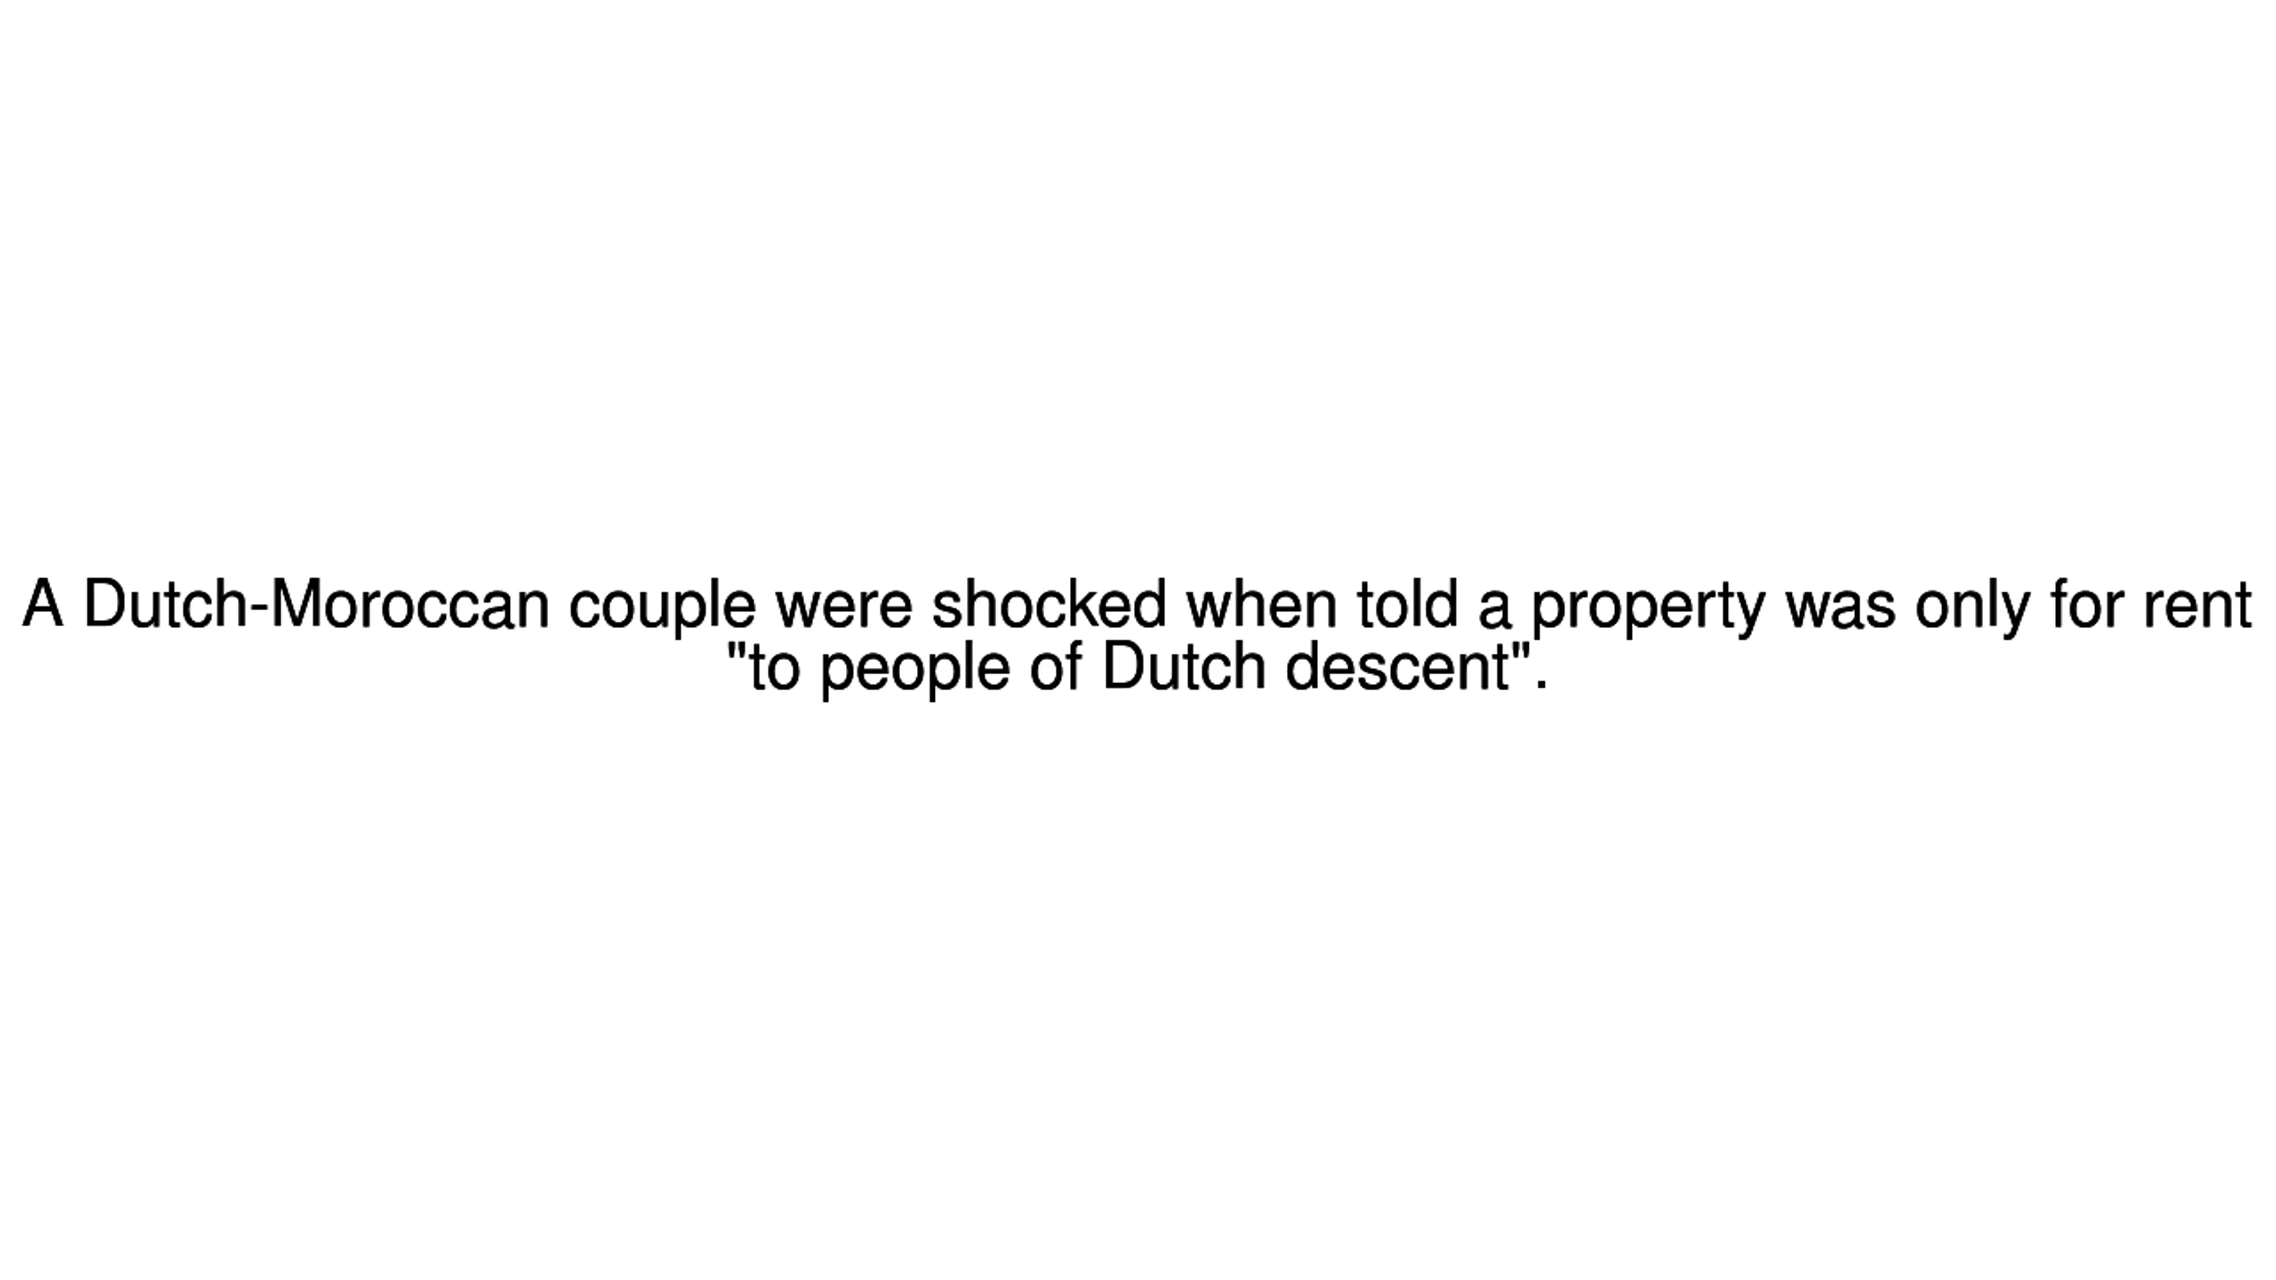 A Dutch-Moroccan couple were shocked when told a property was only for rent
"to people of Dutch descent".